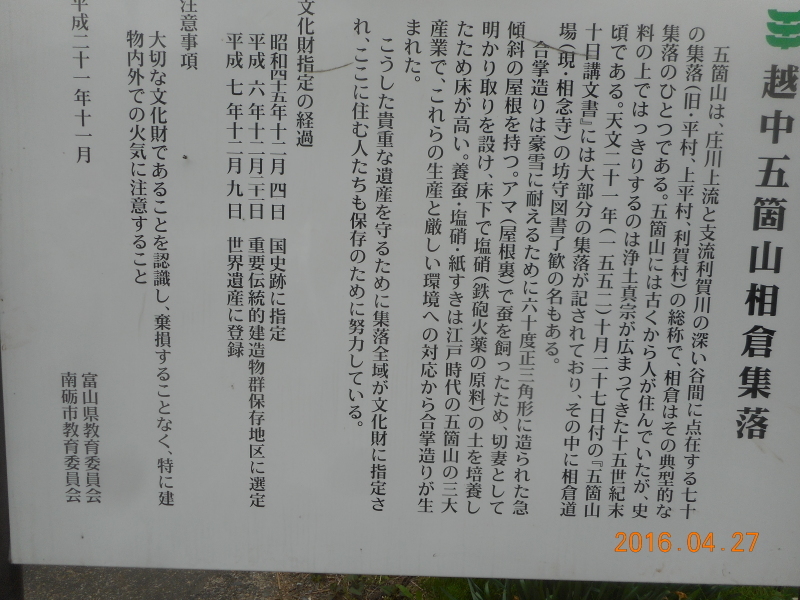 越中五箇山相倉集落
五箇山は、庄川上流と支流利賀川の深い谷間に点在する七十
の集落(旧・平村、上平村、利賀村)の総称で、相倉はその典型的な
集落のひとつである。五箇山には古くから人が住んでいたが、史
料の上ではっきりするのは浄土真宗が広まってきた十五世紀末
頃である。天文二十一年(一五五二)十月二十七日付の『五箇山
十日講文書』には大部分の集落が記されており、その中に相倉道
場(現・相念寺)の坊守図書了歓の名もある。
合掌造りは豪雪に耐えるために六十度正三角形に造られた急
傾斜の屋根を持つ。アマ(屋根裏)で蚕を飼ったため、切妻として
明かり取りを設け、床下で塩硝(鉄砲火薬の原料)の土を培養し
たため床が高い。養蚕・塩硝・紙すきは江戸時代の五箇山の三大
産業で、これらの生産と厳しい環境への対応から合掌造りが生
まれた。
こうした貴重な遺産を守るために集落全域が文化財に指定さ
れ、ここに住む人たちも保存のために努力している。
文化財指定の経過
昭和四十五年十二月 四日 国史跡に指定
平成 六年十二月二一日 重要伝統的建造物群保存地区に選定
平成 七年十二月 九日 世界遺産に登録
注意事項
大切な文化財であることを認識し、棄損することなく、特に建
物内外での火気に注意すること
平成二十一年十一月
富山県教育委員会
南砺市教育委員会
2016.04.27